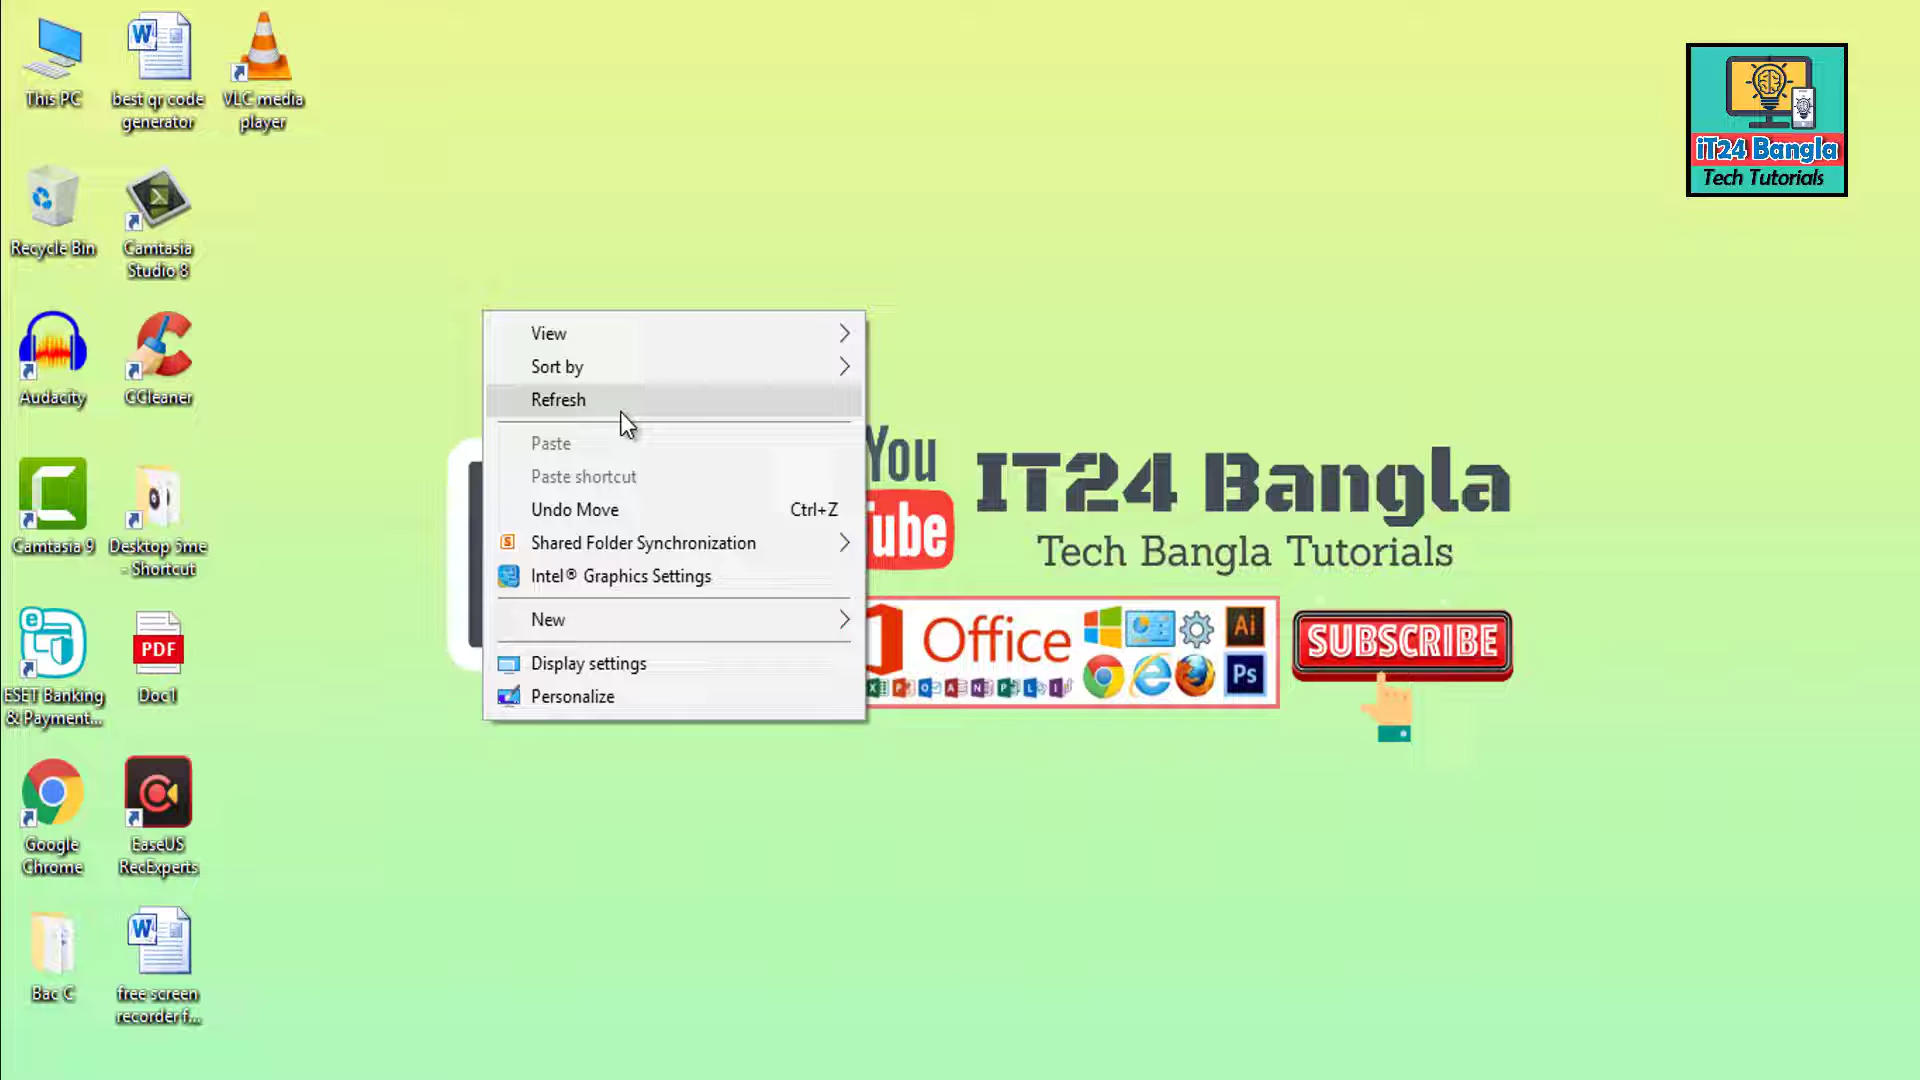 This PC
best qr code
generator
VLC media
player
Recycle Bin
Camtasia
Studio 8
Audacity
CCleaner
Camtasia 9
Desktop 5me
- Shortcut
ESET Banking
& Payment...
PDF
Doc1
Google
Chrome
EaseUS
RecExperts
Bac C
free screen
recorder f...
View
Sort by
Refresh
Paste
Paste shortcut
Undo Move Ctrl+Z
Shared Folder Synchronization
Intel® Graphics Settings
New
Display settings
Personalize
You
Tube
IT24 Bangla
Tech Bangla Tutorials
Office
Ai
Ps
SUBSCRIBE
iT24 Bangla
Tech Tutorials